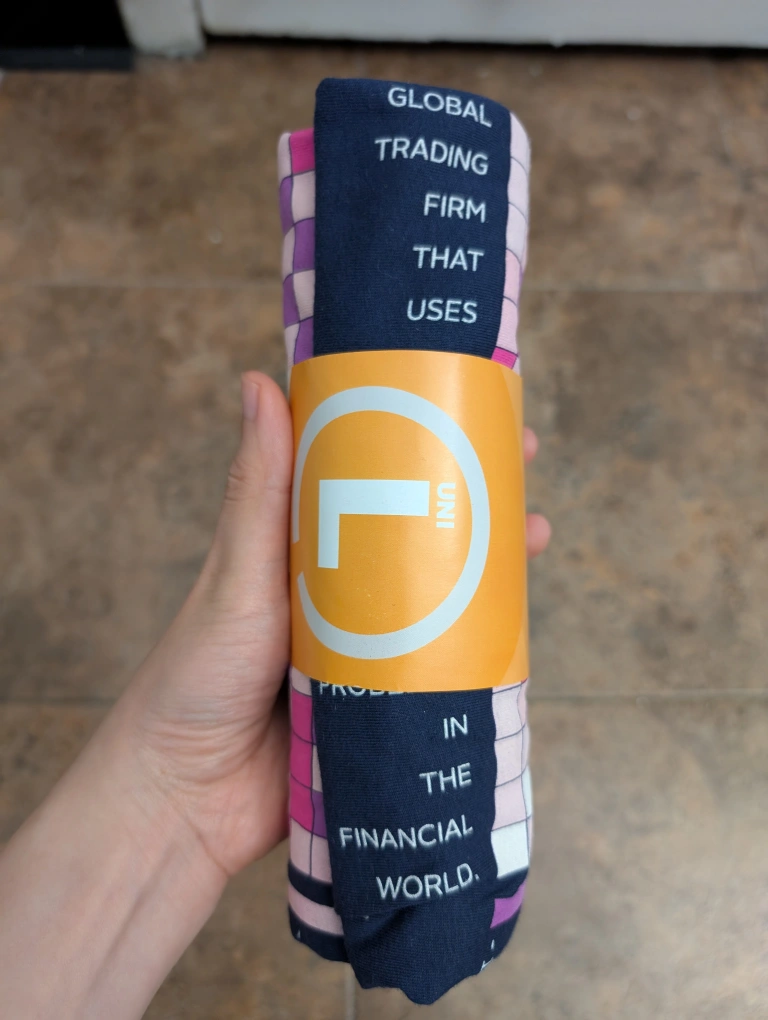 GLOBAL
TRADING
FIRM
THAT
USES
UNI
L
IN
THE
FINANCIAL
WORLD.